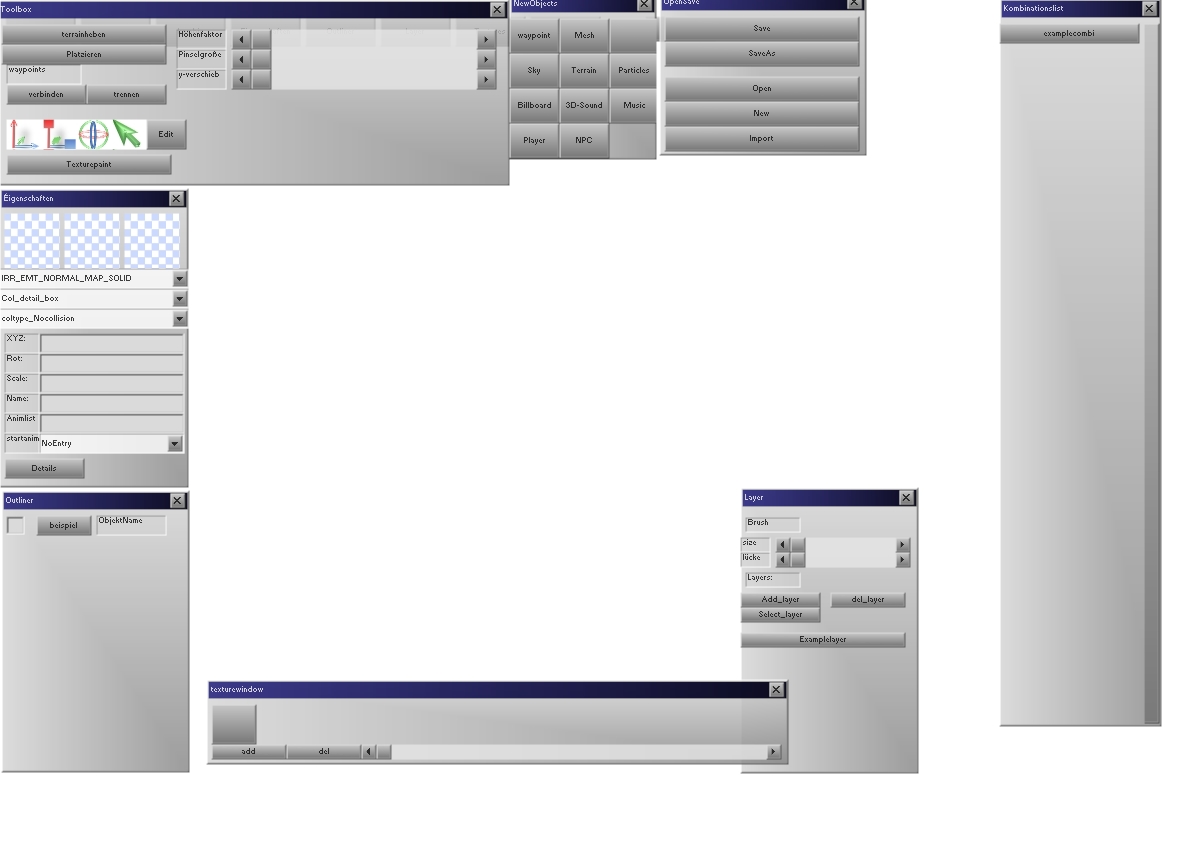 Toolbox
terrainheben
Platzieren
waypoints
verbinden trennen
Edit
Texturepaint
Höhenfaktor
Pinselgroße
y-verschieb
NewObjects
waypoint Mesh
Sky Terrain Particles
Billboard 3D-Sound Music
Player NPC
OpenSave
Save
SaveAs
Open
New
Import
Kombinationslist
examplecombi
Eigenschaften
IRR_EMT_NORMAL_MAP_SOLID
Col_detail_box
coltype_Nocollision
XYZ:
Rot:
Scale:
Name:
Animlist
startanim NoEntry
Details
Outliner
beispiel ObjektName
Layer
Brush
size
lücke
Layers:
Add_layer del_layer
Select_layer
Examplelayer
texturewindow
add del